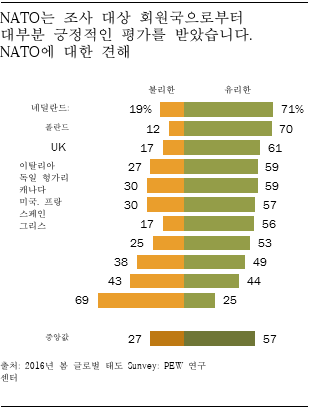 NATO는 조사 대상 회원국으로부터
대부분 긍정적인 평가를 받았습니다.
NATO에 대한 견해
불리한 유리한
네덜란드: 19% 71%
폴란드 12 70
UK 17 61
이탈리아 27 59
독일 헝가리
캐나다 30 59
미국, 프랑 30 57
스페인
그리스 17 56
25 53
38 49
43 44
69 25
중앙값 27 57
출처: 2016년 봄 글로벌 태도 Sunvey: PEW 연구
센터